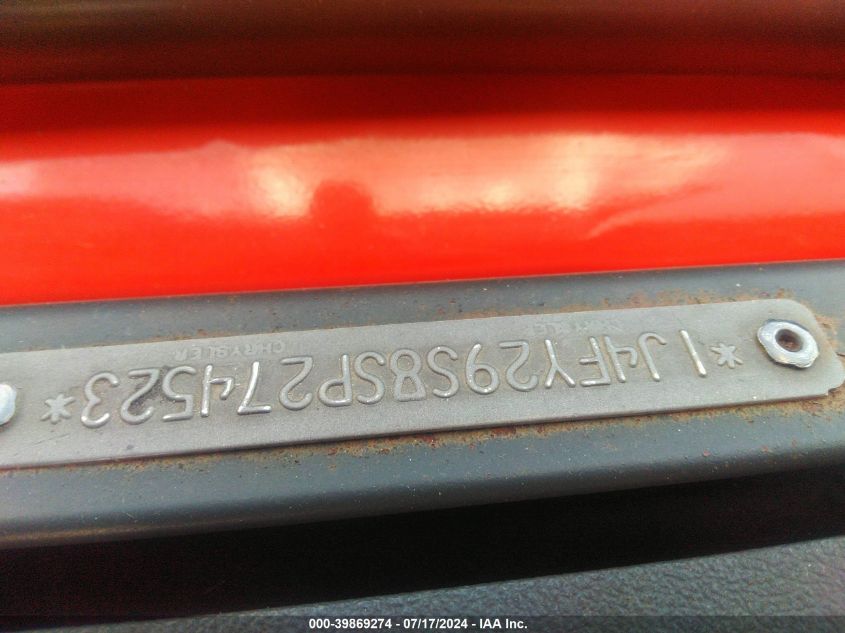 *1J4FY29S8SP274523*
CHRYSLER
000-39869274 - 07/17/2024 - IAA Inc.